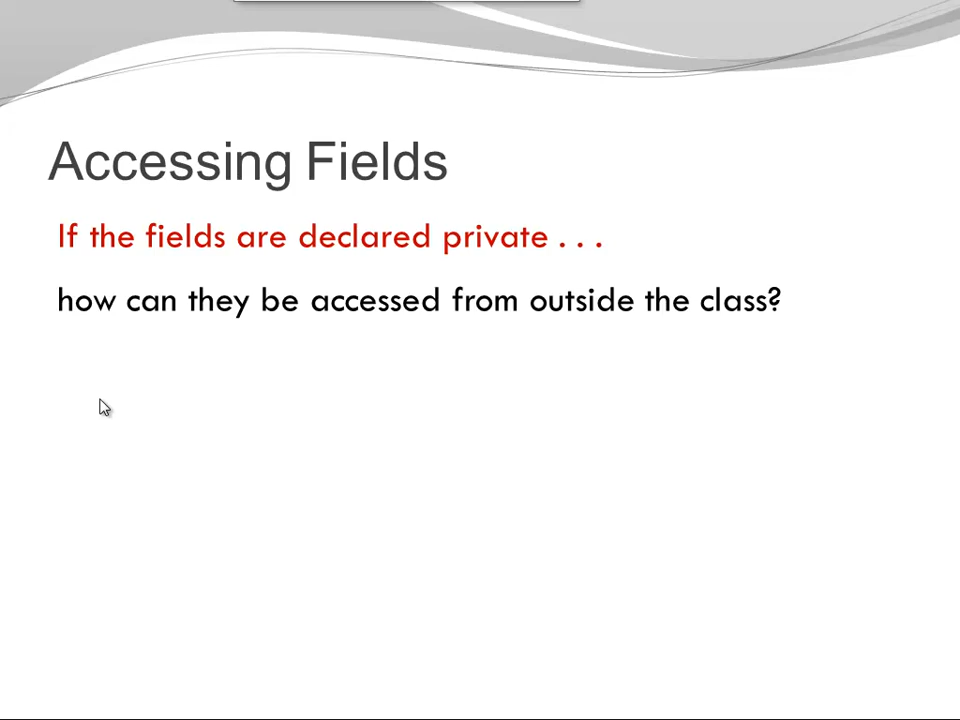 Accessing Fields
If the fields are declared private . . .
how can they be accessed from outside the class?